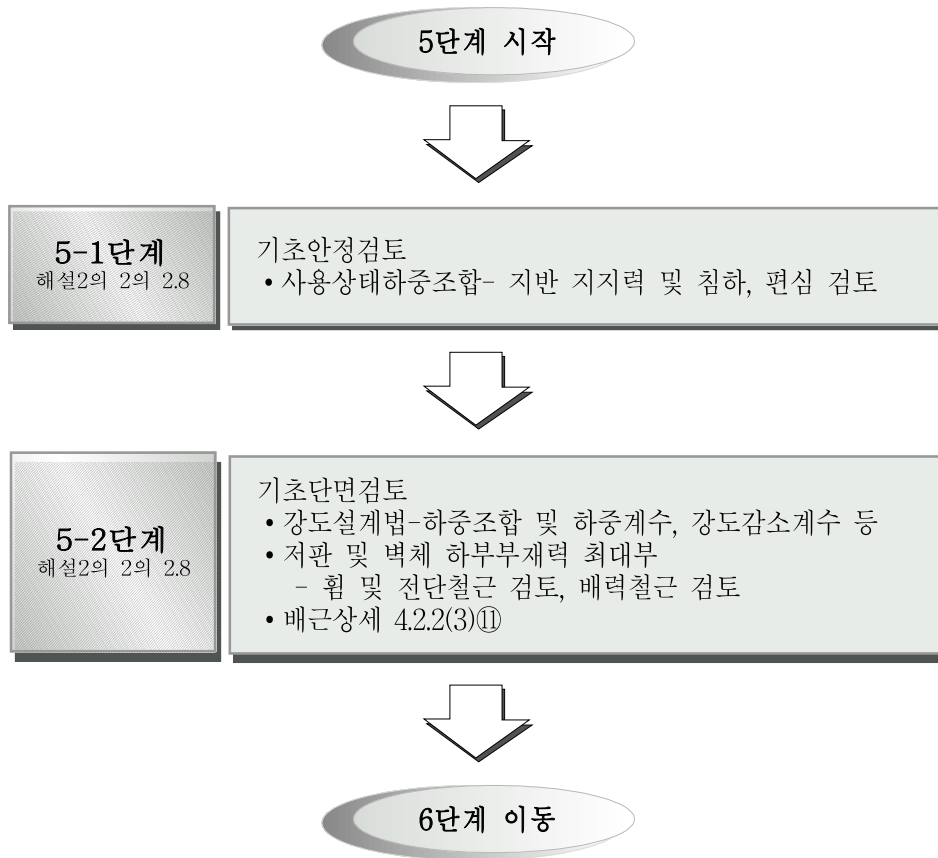 5단계 시작
5-1단계
해설2의 2의 2.8
기초안정검토
• 사용상태하중조합- 지반 지지력 및 침하, 편심 검토
5-2단계
해설2의 2의 2.8
기초단면검토
• 강도설계법-하중조합 및 하중계수, 강도감소계수 등
• 저판 및 벽체 하부부재력 최대부
- 휨 및 전단철근 검토, 배력철근 검토
• 배근상세 4.2.2(3)⑪
6단계 이동